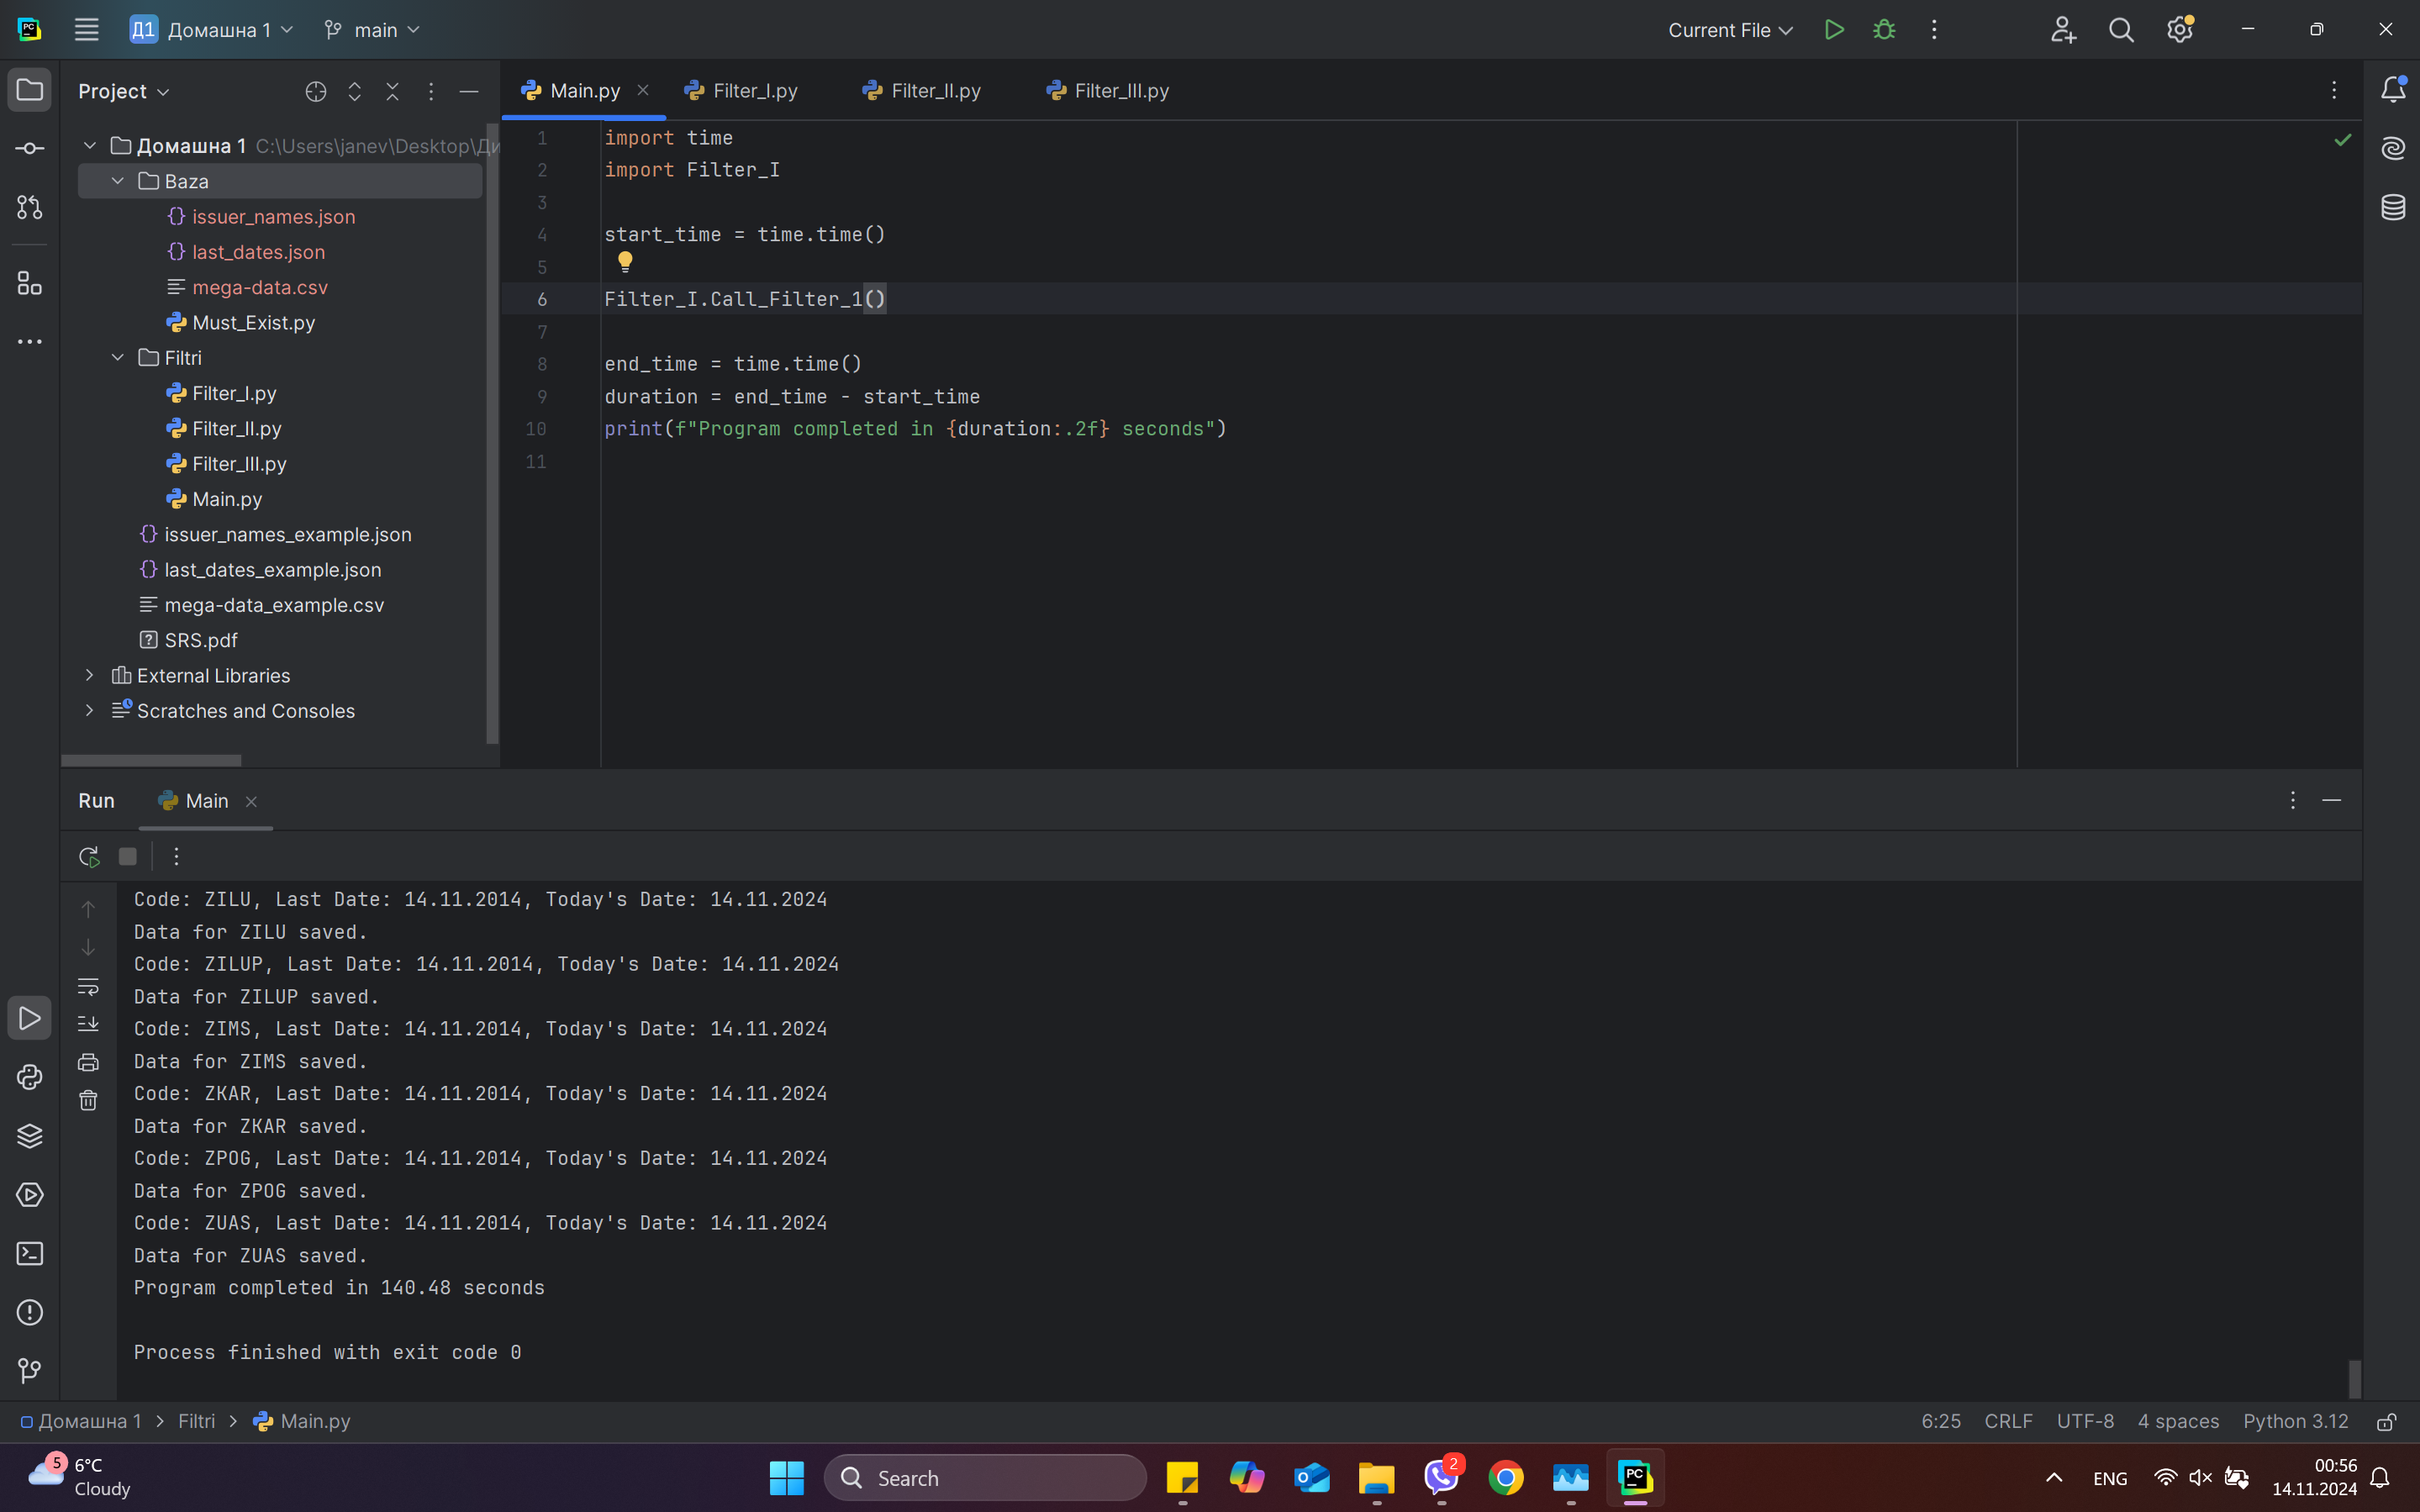 PC
Д1 Домашна 1 main Current File
Project
Main.py Filter_I.py Filter_II.py Filter_III.py
Домашна 1 C:\Users\janev\Desktop\Ди
Baza
issuer_names.json
last_dates.json
mega-data.csv
Must_Exist.py
Filtri
Filter_I.py
Filter_II.py
Filter_III.py
Main.py
issuer_names_example.json
last_dates_example.json
mega-data_example.csv
SRS.pdf
External Libraries
Scratches and Consoles
1 import time
2 import Filter_I
3
4 start_time = time.time()
5
6 Filter_I.Call_Filter_1()
7
8 end_time = time.time()
9 duration = end_time - start_time
10 print(f"Program completed in {duration:.2f} seconds")
11
Run Main
Code: ZILU, Last Date: 14.11.2014, Today's Date: 14.11.2024
Data for ZILU saved.
Code: ZILUP, Last Date: 14.11.2014, Today's Date: 14.11.2024
Data for ZILUP saved.
Code: ZIMS, Last Date: 14.11.2014, Today's Date: 14.11.2024
Data for ZIMS saved.
Code: ZKAR, Last Date: 14.11.2014, Today's Date: 14.11.2024
Data for ZKAR saved.
Code: ZPOG, Last Date: 14.11.2014, Today's Date: 14.11.2024
Data for ZPOG saved.
Code: ZUAS, Last Date: 14.11.2014, Today's Date: 14.11.2024
Data for ZUAS saved.
Program completed in 140.48 seconds
Process finished with exit code 0
Домашна 1 > Filtri > Main.py 6:25 CRLF UTF-8 4 spaces Python 3.12
5 6°C
Cloudy
Search
2
PC
ENG
00:56
14.11.2024